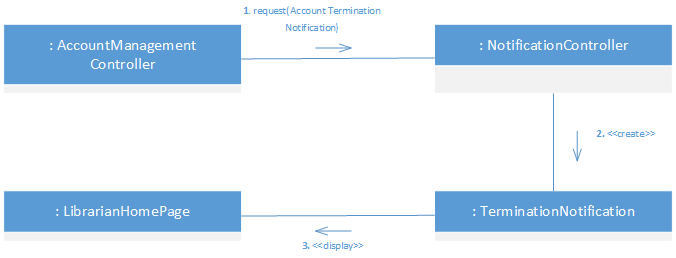 1. request(Account Termination
Notification)
: AccountManagement
Controller
: NotificationController
2. <<create>>
: LibrarianHomePage
: TerminationNotification
3. <<display>>